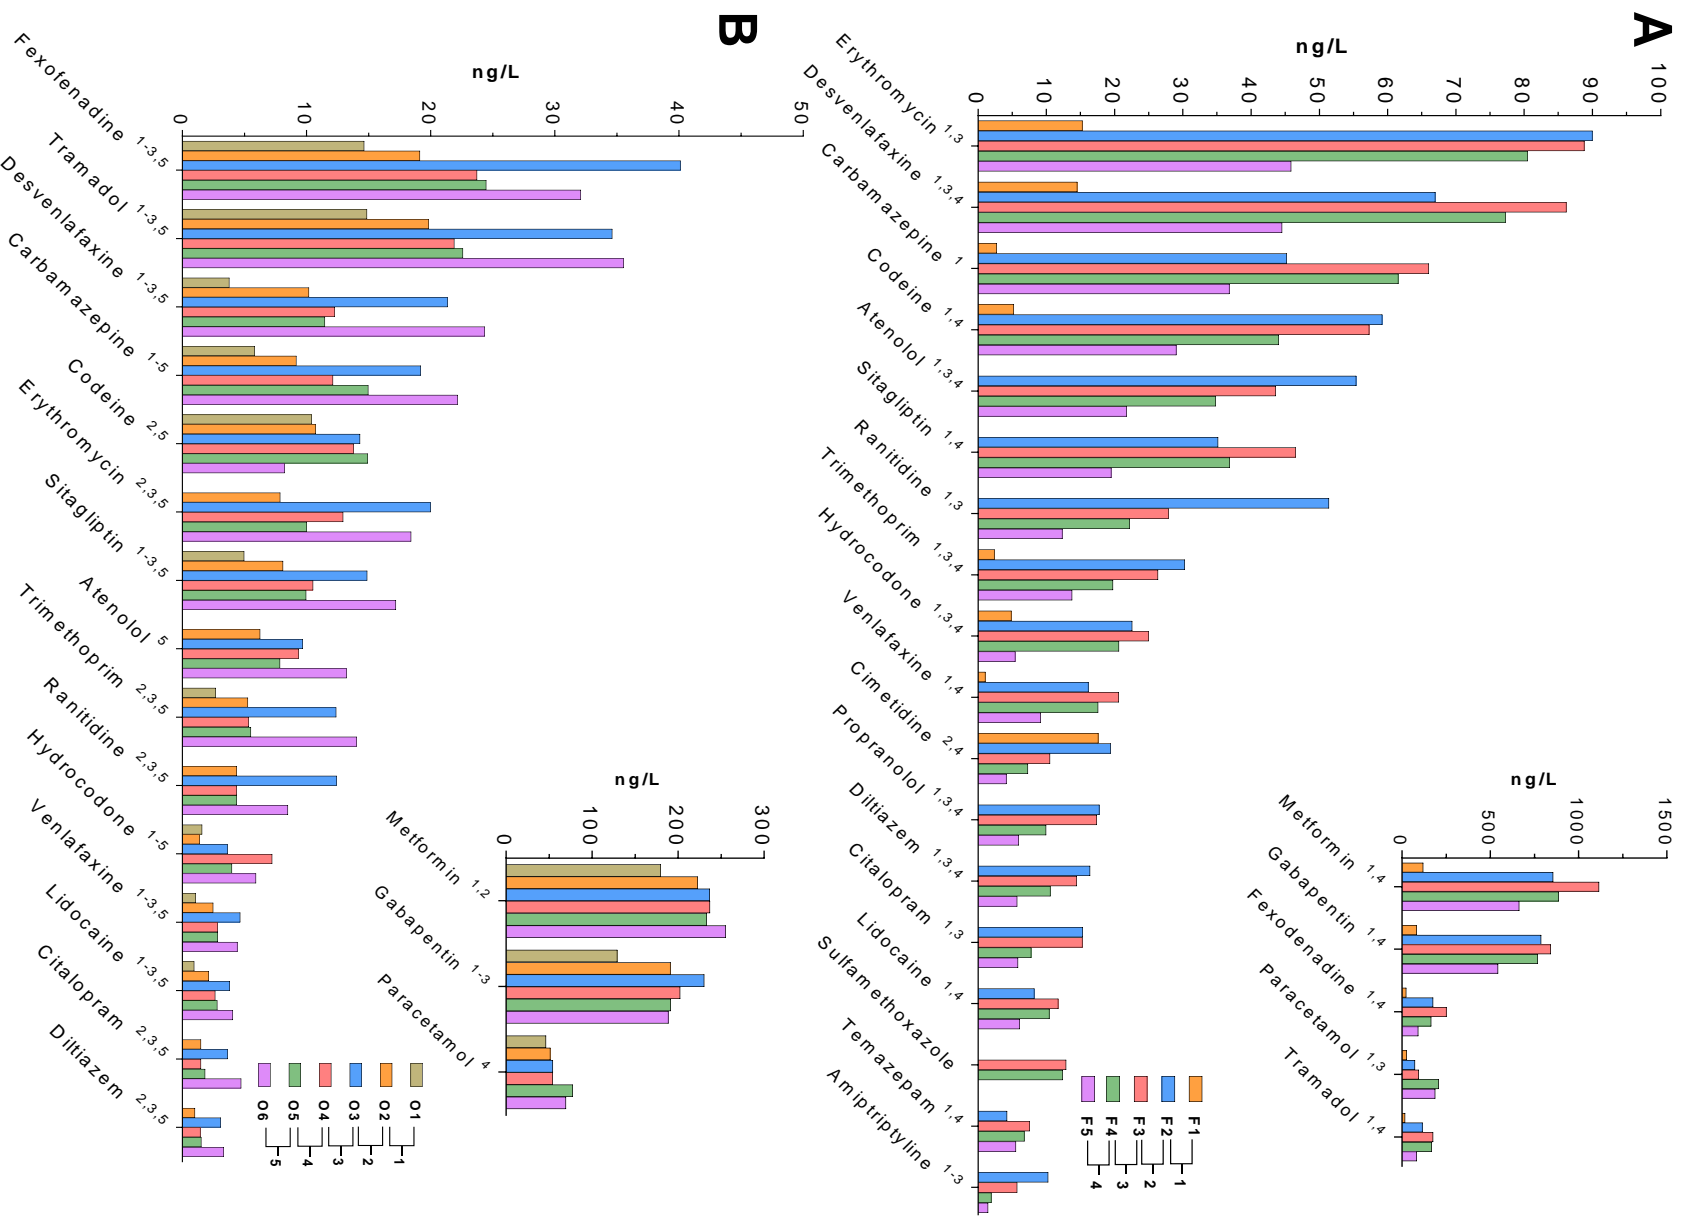 A
ng/L
0 10 20 30 40 50 60 70 80 90 100
Erythromycin 1,3
Desvenlafaxine 1,3,4
Carbamazepine 1
Codeine 1,4
Atenolol 1,3,4
Sitagliptin 1,4
Ranitidine 1,3
Trimethoprim 1,3,4
Hydrocodone 1,3,4
Venlafaxine 1,4
Cimetidine 2,4
Propranolol 1,3,4
Diltiazem 1,3,4
Citalopram 1,3
Lidocaine 1,4
Sulfamethoxazole
Temazepam 1,4
Amiptriptyline 1-3
ng/L
0 500 1000 1500
Metformin 1,4
Gabapentin 1,4
Fexodenadine 1,4
Paracetamol 1,3
Tramadol 1,4
F1
F2
F3
F4
F5
1
2
3
4
B
ng/L
0 10 20 30 40 50
Fexofenadine 1-3,5
Tramadol 1-3,5
Desvenlafaxine 1-3,5
Carbamazepine 1-5
Codeine 2,5
Erythromycin 2,3,5
Sitagliptin 1-3,5
Atenolol 5
Trimethoprim 2,3,5
Ranitidine 2,3,5
Hydrocodone 1-5
Venlafaxine 1-3,5
Lidocaine 1-3,5
Citalopram 2,3,5
Diltiazem 2,3,5
ng/L
0 100 200 300
Metformin 1,2
Gabapentin 1-3
Paracetamol 4
O1
O2
O3
O4
O5
O6
1
2
3
4
5